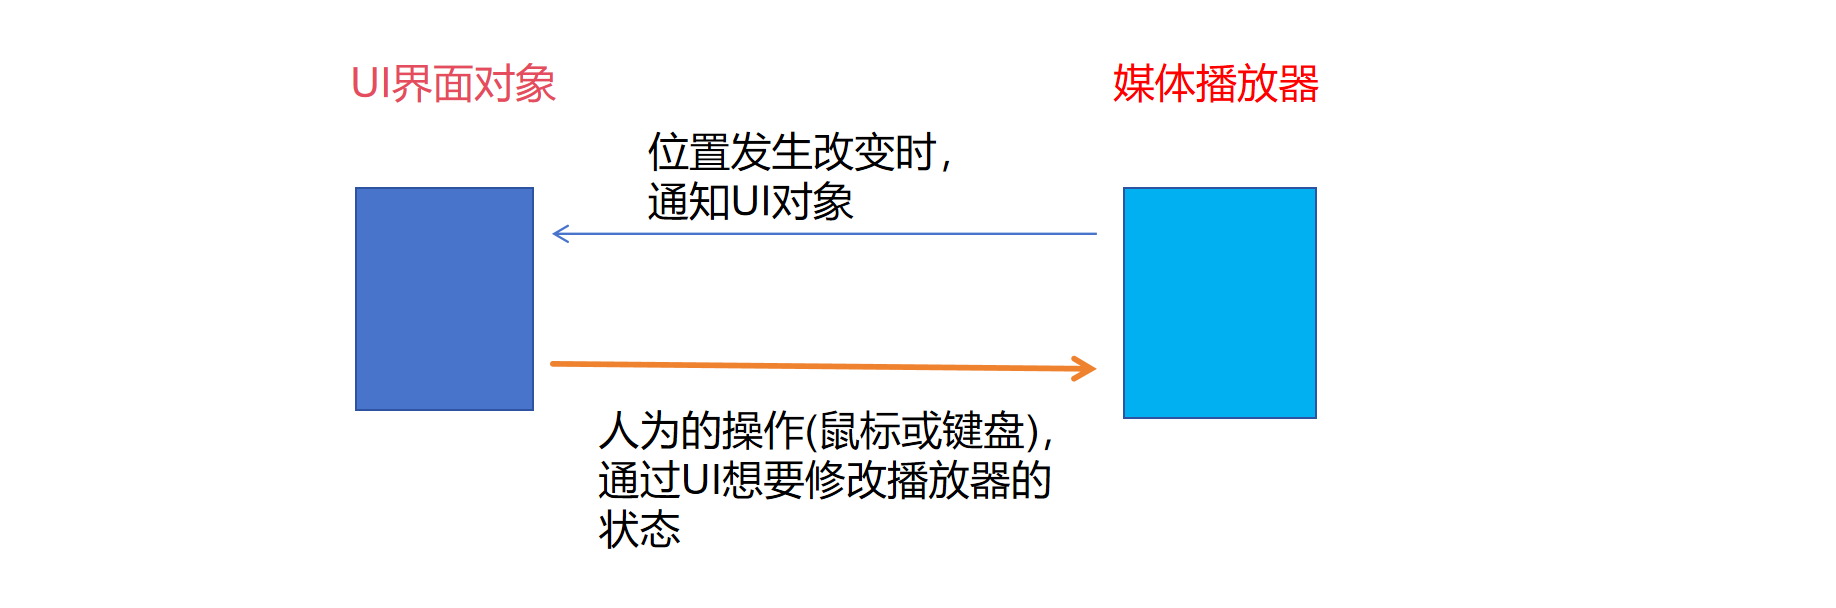 UI界面对象
媒体播放器
位置发生改变时，
通知UI对象
人为的操作(鼠标或键盘)，
通过UI想要修改播放器的
状态